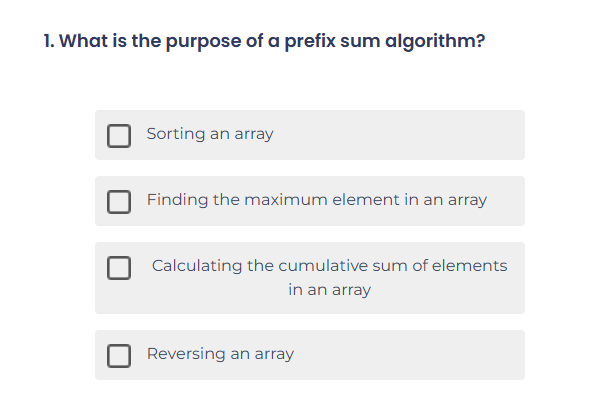 1. What is the purpose of a prefix sum algorithm?
Sorting an array
Finding the maximum element in an array
Calculating the cumulative sum of elements
in an array
Reversing an array